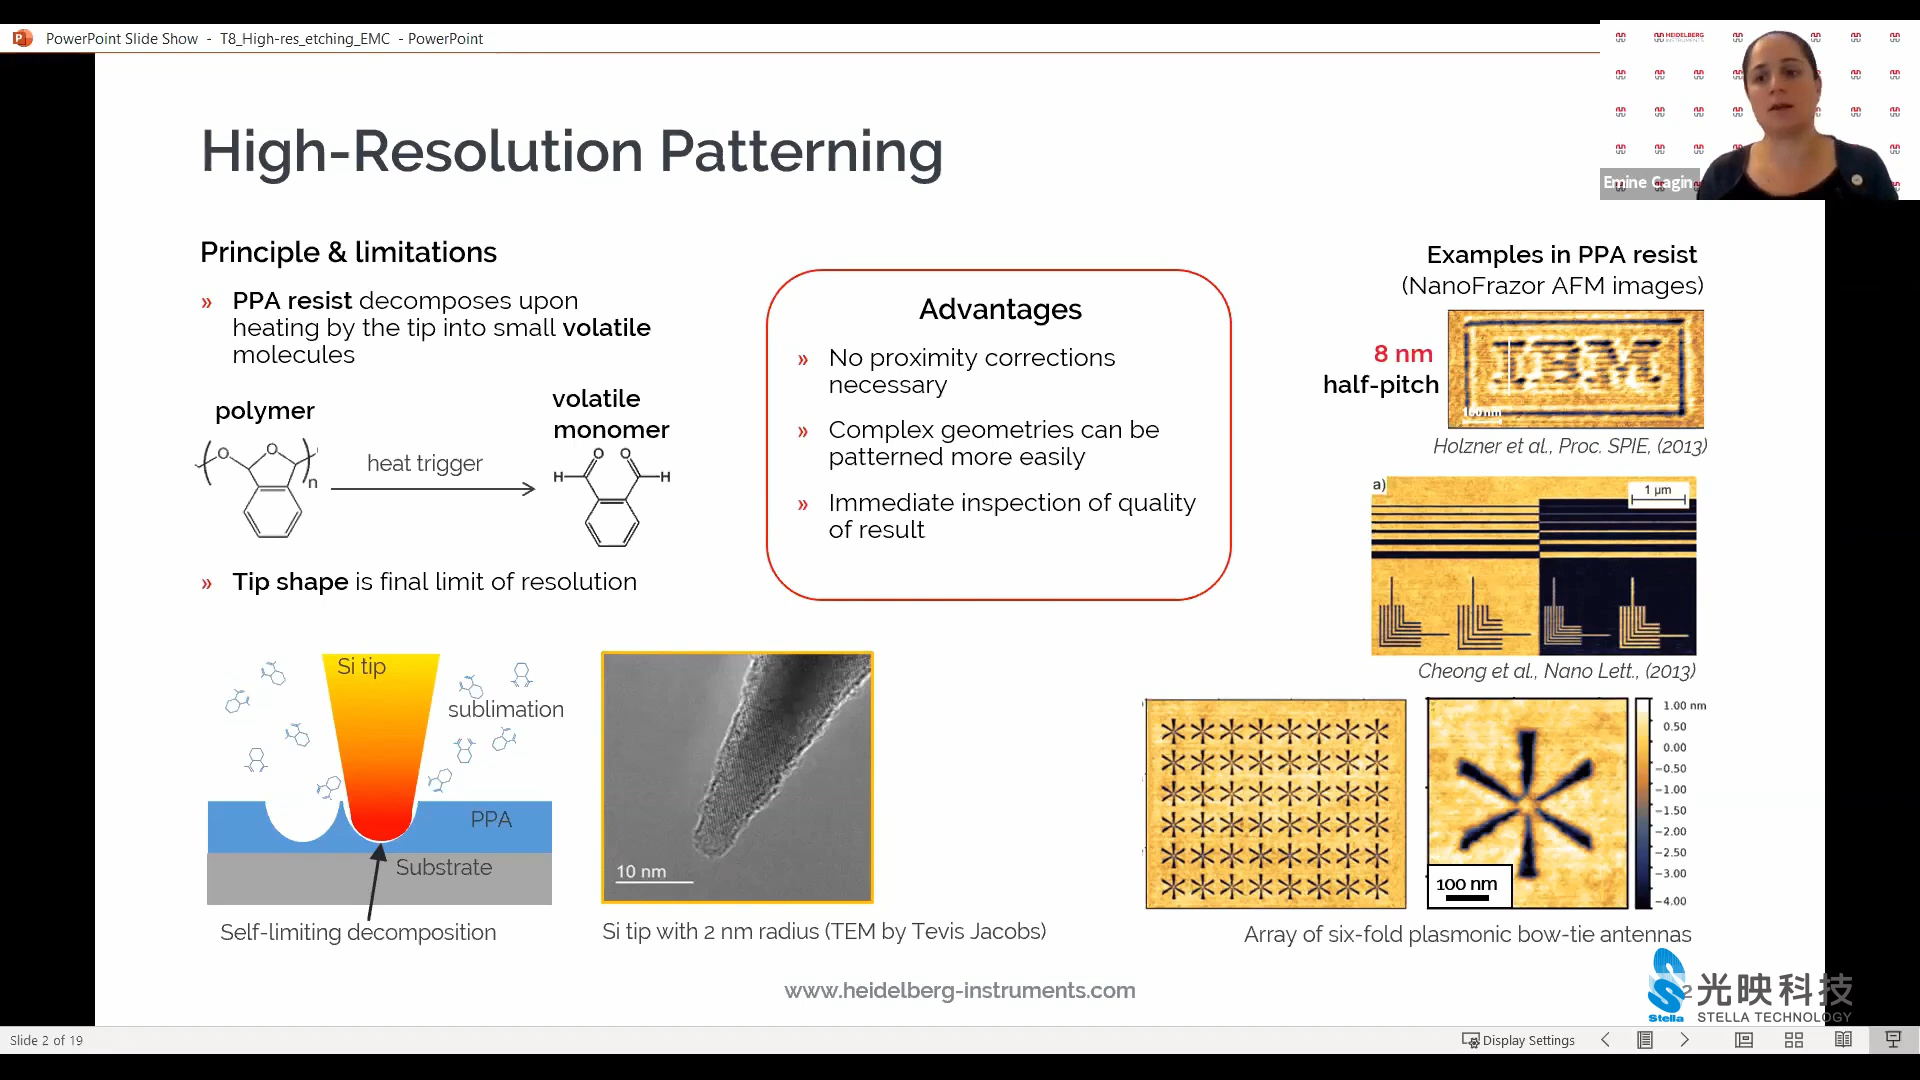 PowerPoint Slide Show - T8_High-res_etching_EMC - PowerPoint
HEIDELBERG
INSTRUMENTS
Emine Cagin
High-Resolution Patterning
Principle & limitations
» PPA resist decomposes upon
heating by the tip into small volatile
molecules
polymer
volatile
monomer
heat trigger
O
O
n
O
O
H
H
» Tip shape is final limit of resolution
Si tip
sublimation
PPA
Substrate
Self-limiting decomposition
10 nm
Si tip with 2 nm radius (TEM by Tevis Jacobs)
Advantages
» No proximity corrections
necessary
» Complex geometries can be
patterned more easily
» Immediate inspection of quality
of result
Examples in PPA resist
(NanoFrazor AFM images)
8 nm
half-pitch
IBM
100 nm
Holzner et al., Proc. SPIE, (2013)
a)
1 µm
Cheong et al., Nano Lett., (2013)
1.00 nm
0.50
0.00
−0.50
−1.00
−1.50
−2.00
−2.50
−3.00
−4.00
100 nm
Array of six-fold plasmonic bow-tie antennas
www.heidelberg-instruments.com
2
Stella
光映科技
STELLA TECHNOLOGY
Slide 2 of 19
Display Settings